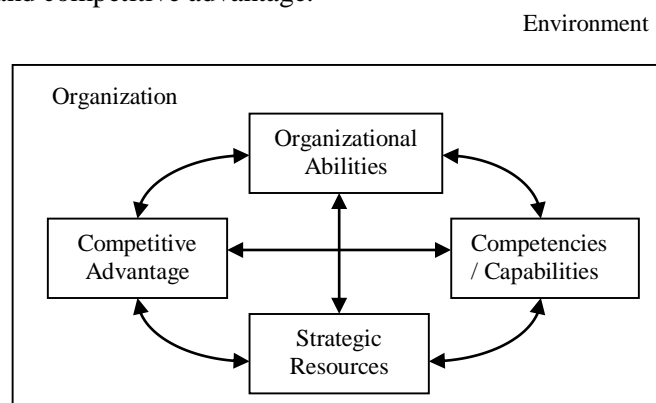 and competitive advantage.
Environment
Organization
Organizational
Abilities
Competitive
Advantage
Competencies
/ Capabilities
Strategic
Resources